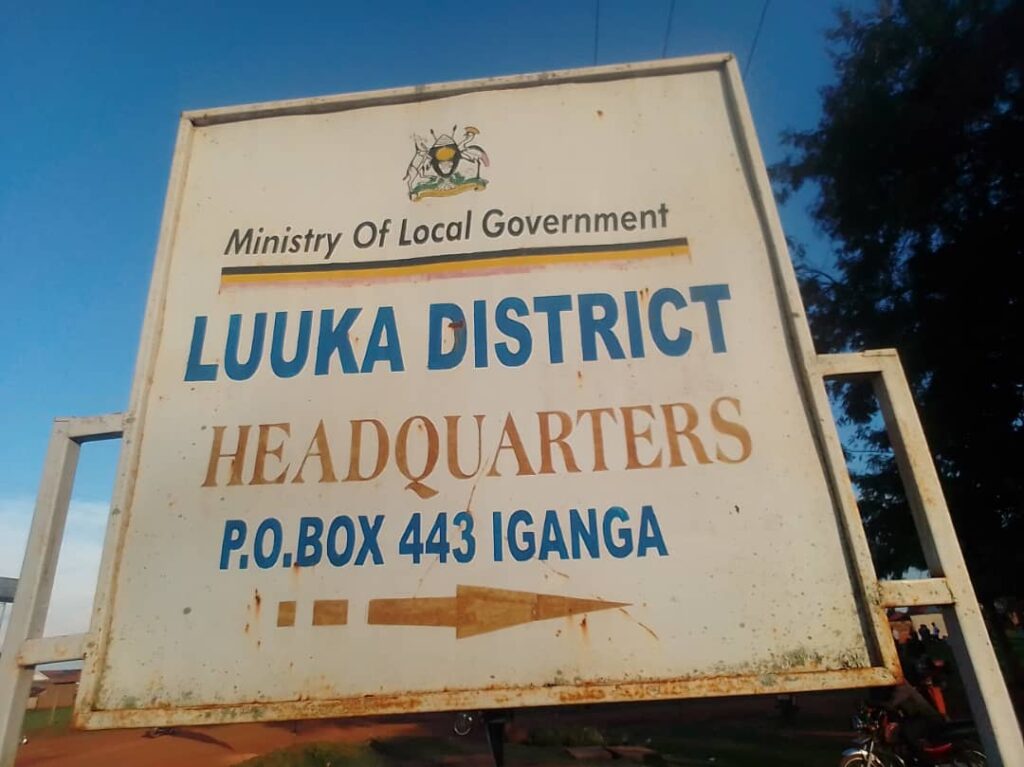 Ministry Of Local Government
LUUKA DISTRICT
HEADQUARTERS
P.O.BOX 443 IGANGA